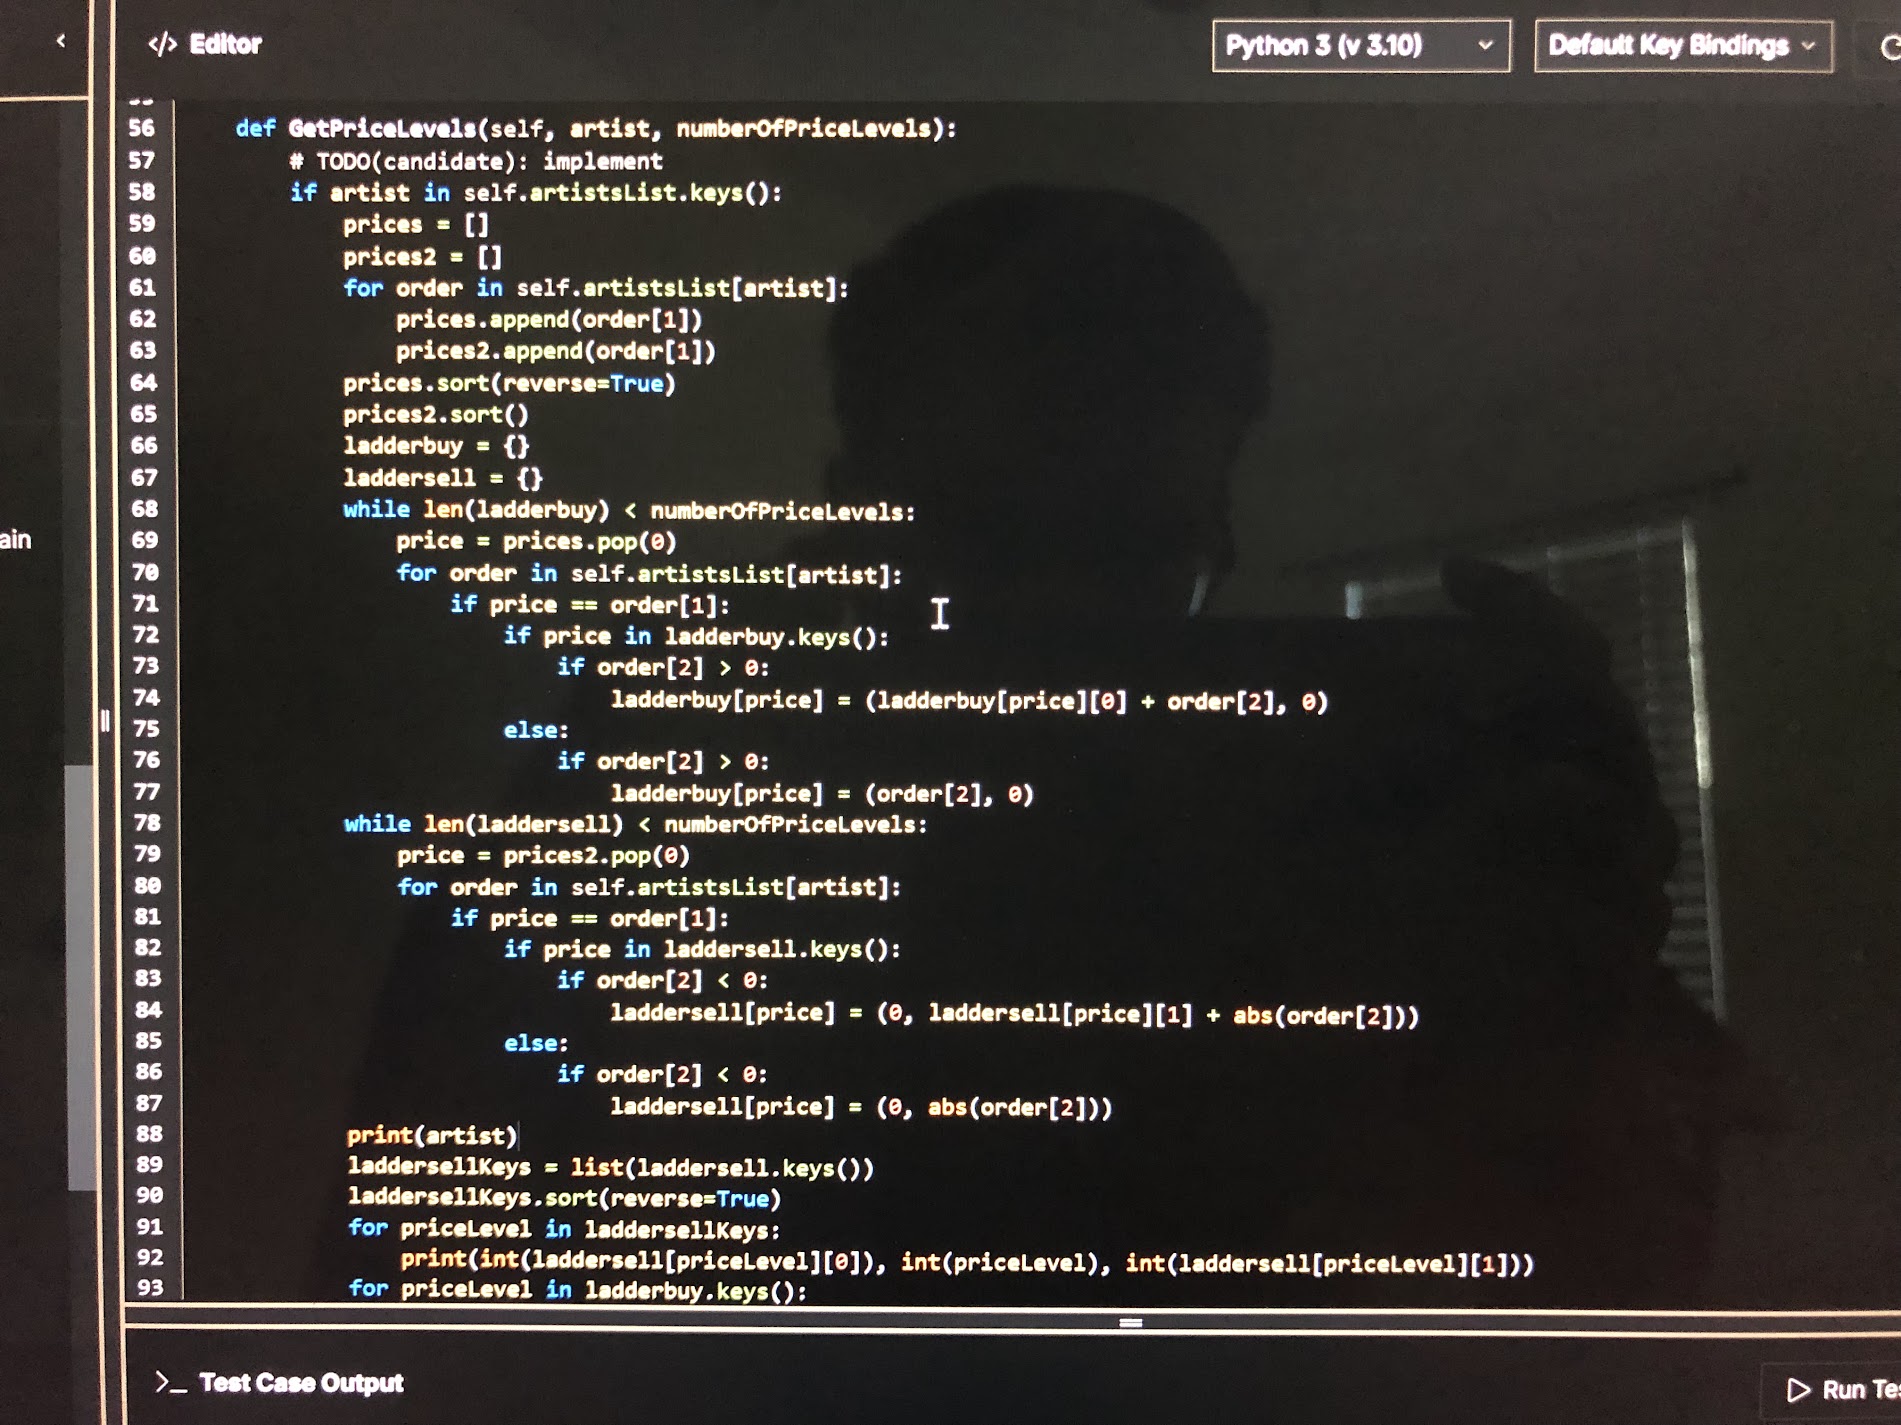 </> Editor
Python 3 (v 3.10)
Default Key Bindings
56 def GetPriceLevels(self, artist, numberOfPriceLevels):
57 # TODO(candidate): implement
58 if artist in self.artistsList.keys():
59 prices = []
60 prices2 = []
61 for order in self.artistsList[artist]:
62 prices.append(order[1])
63 prices2.append(order[1])
64 prices.sort(reverse=True)
65 prices2.sort()
66 ladderbuy = {}
67 laddersell = {}
68 while len(ladderbuy) < numberOfPriceLevels:
ain
69 price = prices.pop(0)
70 for order in self.artistsList[artist]:
71 if price == order[1]:
72 if price in ladderbuy.keys():
73 if order[2] > 0:
74 ladderbuy[price] = (ladderbuy[price][0] + order[2], 0)
75 else:
76 if order[2] > 0:
77 ladderbuy[price] = (order[2], 0)
78 while len(laddersell) < numberOfPriceLevels:
79 price = prices2.pop(0)
80 for order in self.artistsList[artist]:
81 if price == order[1]:
82 if price in laddersell.keys():
83 if order[2] < 0:
84 laddersell[price] = (0, laddersell[price][1] + abs(order[2]))
85 else:
86 if order[2] < 0:
87 laddersell[price] = (0, abs(order[2]))
88 print(artist)
89 laddersellKeys = list(laddersell.keys())
90 laddersellKeys.sort(reverse=True)
91 for priceLevel in laddersellKeys:
92 print(int(laddersell[priceLevel][0]), int(priceLevel), int(laddersell[priceLevel][1]))
93 for priceLevel in ladderbuy.keys():
>_ Test Case Output
Run Tes